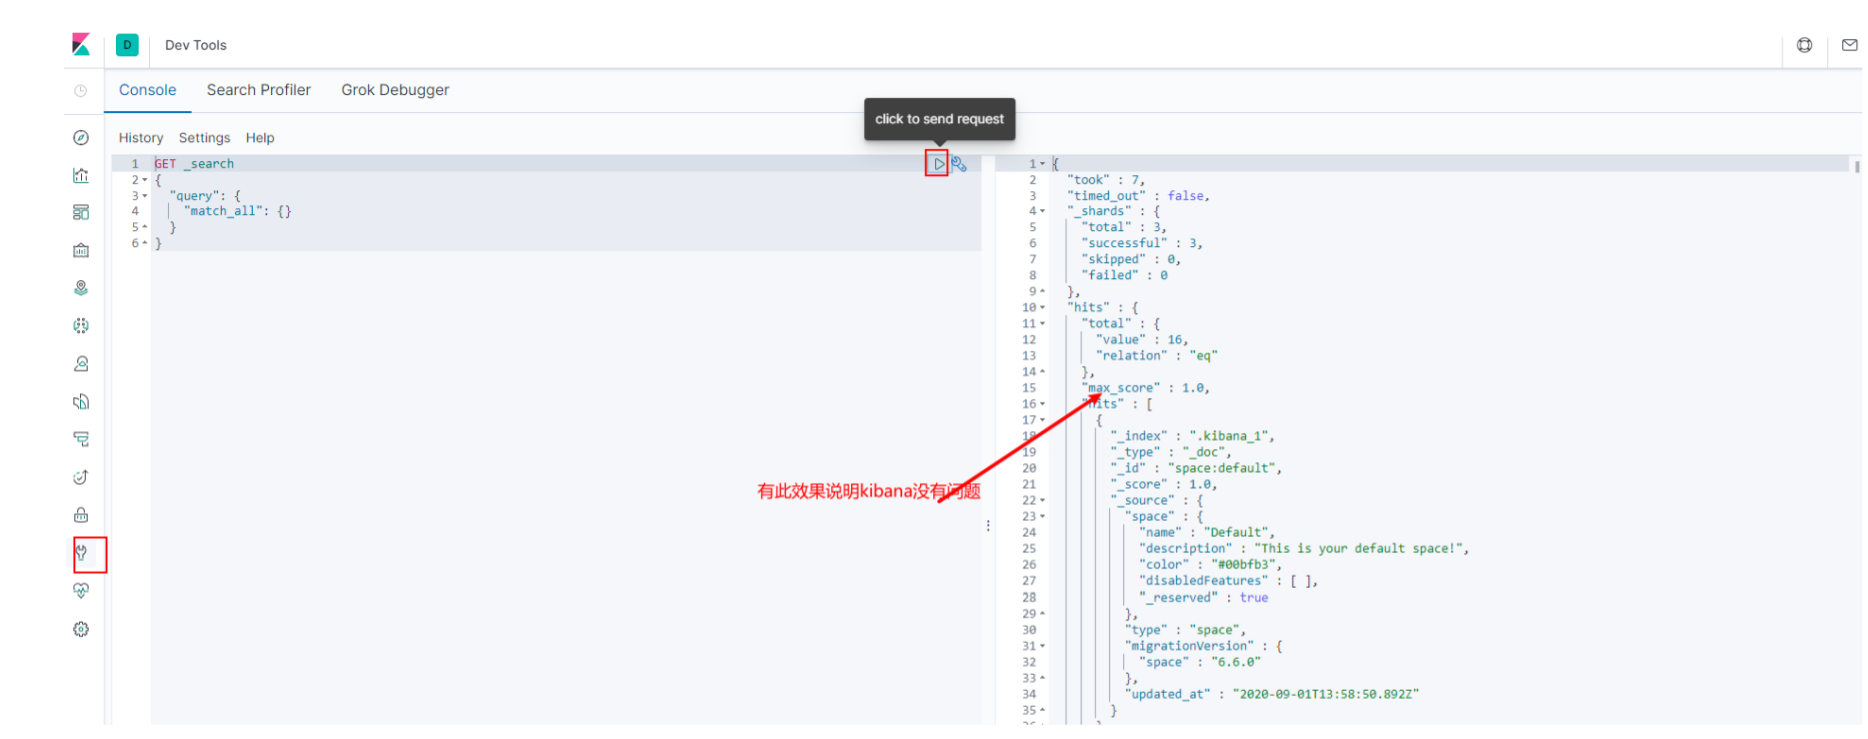 D Dev Tools
Console Search Profiler Grok Debugger
click to send request
History Settings Help
1 GET _search
2 {
3 "query": {
4 "match_all": {}
5 }
6 }
有此效果说明kibana没有问题
1 {
2 "took" : 7,
3 "timed_out" : false,
4 "_shards" : {
5 "total" : 3,
6 "successful" : 3,
7 "skipped" : 0,
8 "failed" : 0
9 },
10 "hits" : {
11 "total" : {
12 "value" : 16,
13 "relation" : "eq"
14 },
15 "max_score" : 1.0,
16 "hits" : [
17 {
18 "_index" : ".kibana_1",
19 "_type" : "_doc",
20 "_id" : "space:default",
21 "_score" : 1.0,
22 "_source" : {
23 "space" : {
24 "name" : "Default",
25 "description" : "This is your default space!",
26 "color" : "#00bfb3",
27 "disabledFeatures" : [ ],
28 "_reserved" : true
29 },
30 "type" : "space",
31 "migrationVersion" : {
32 "space" : "6.6.0"
33 },
34 "updated_at" : "2020-09-01T13:58:50.892Z"
35 }